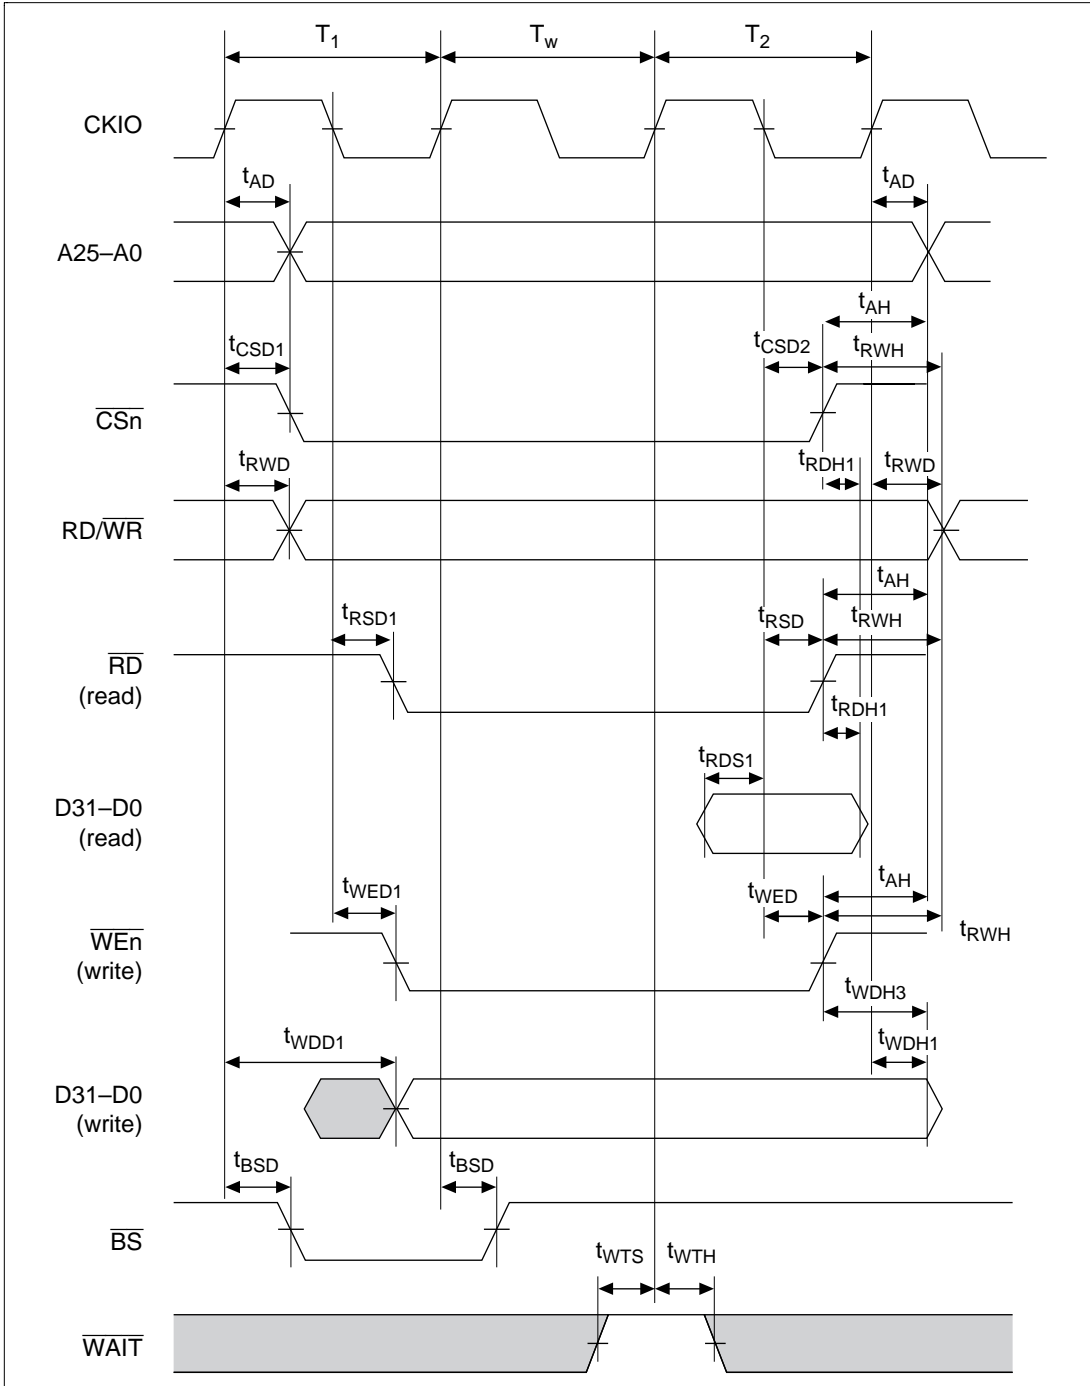 T1 Tw T2
CKIO
tAD tAD
A25–A0
tAH
tCSD1 tCSD2 tRWH
CSn
tRWD tRDH1 tRWD
RD/WR
tAH
tRSD1 tRSD tRWH
RD
(read)
tRDH1
tRDS1
D31–D0
(read)
tAH
tWED1 tWED
tRWH
WEn
(write)
tWDH3
tWDD1 tWDH1
D31–D0
(write)
tBSD tBSD
BS
tWTS tWTH
WAIT